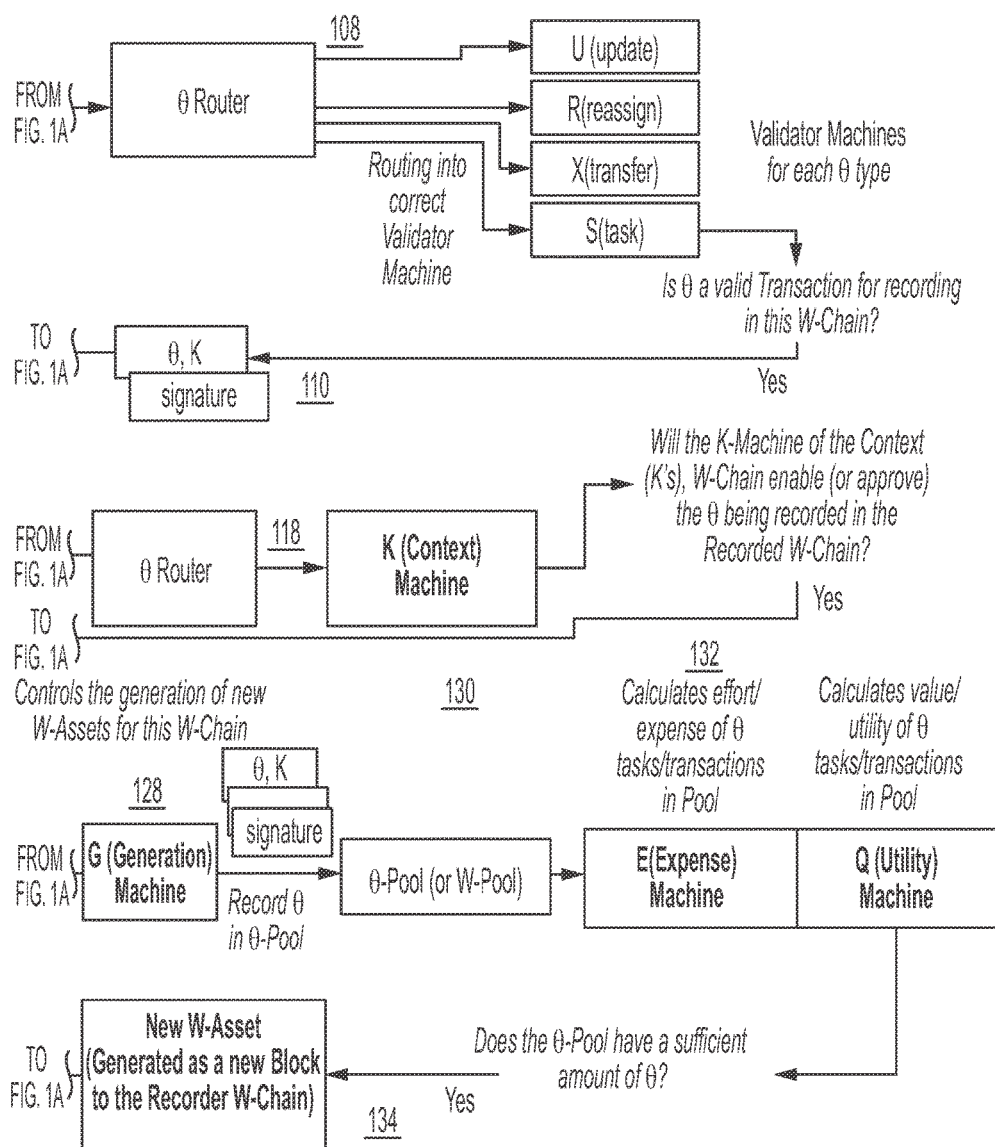 108
U (update)
FROM
FIG. 1A
θ Router
R(reassign)
Validator Machines
for each θ type
X(transfer)
Routing into
correct
Validator
Machine
S(task)
Is θ a valid Transaction for recording
in this W-Chain?
TO
FIG. 1A
θ, K
signature
110
Yes
Will the K-Machine of the Context
(K's), W-Chain enable (or approve)
the θ being recorded in the
Recorded W-Chain?
FROM
FIG. 1A
θ Router
118
K (Context)
Machine
Yes
TO
FIG. 1A
Controls the generation of new
W-Assets for this W-Chain
130
132
Calculates effort/
expense of θ
tasks/transactions
in Pool
Calculates value/
utility of θ
tasks/transactions
in Pool
128
θ, K
signature
FROM
FIG. 1A
G (Generation)
Machine
Record θ
in θ-Pool
θ-Pool (or W-Pool)
E(Expense)
Machine
Q (Utility)
Machine
TO
FIG. 1A
New W-Asset
(Generated as a new Block
to the Recorder W-Chain)
134
Yes
Does the θ-Pool have a sufficient
amount of θ?